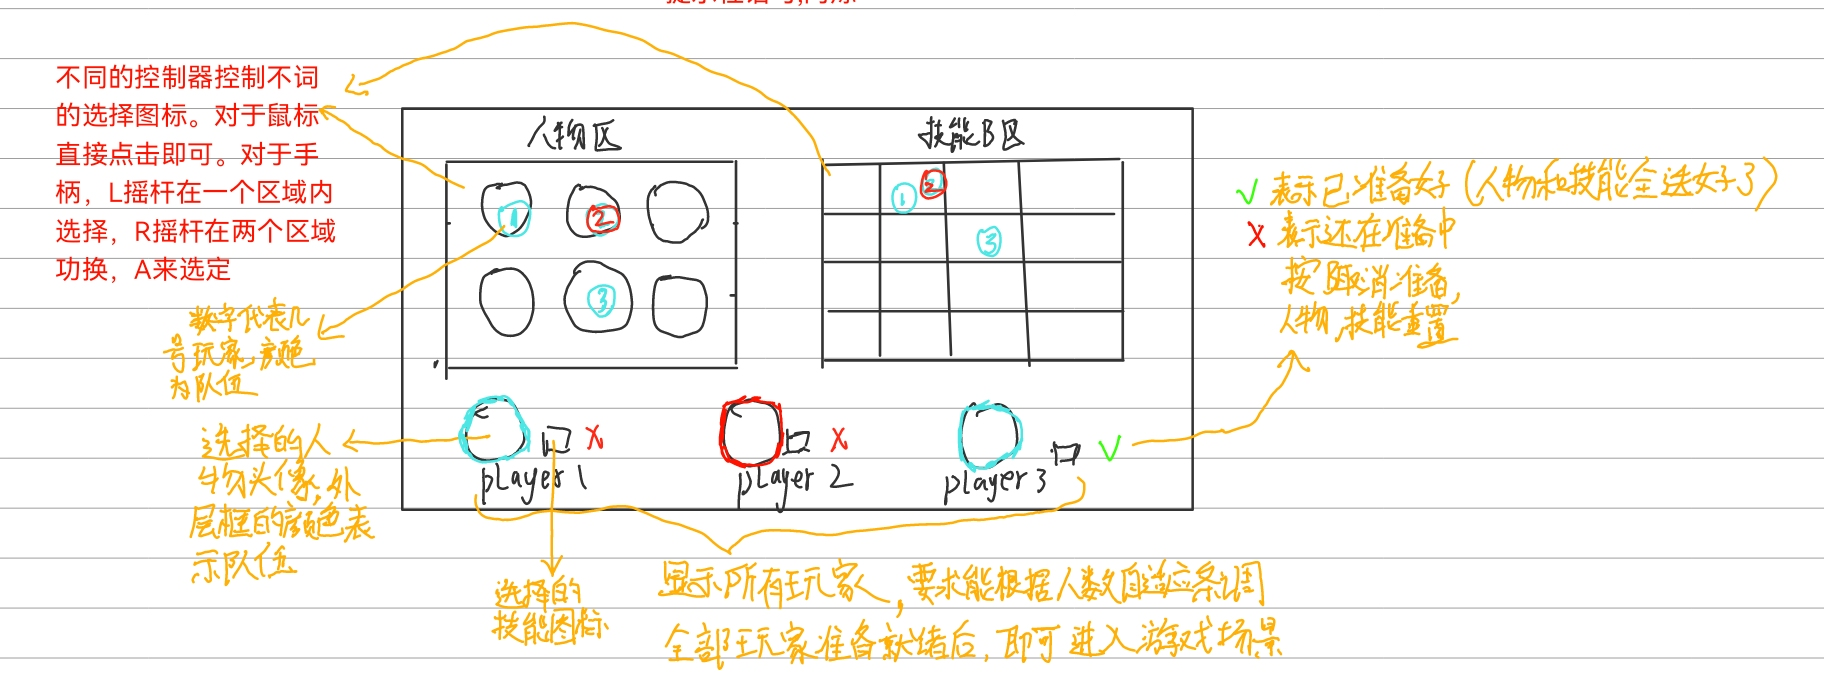 不同的控制器控制不词
的选择图标。对于鼠标
直接点击即可。对于手
柄，L摇杆在一个区域内
选择，R摇杆在两个区域
功换，A来选定
数字代表几
号玩家,颜色
为队伍
选择的人
物头像,外
层框的颜色表
示队伍
人物区
技能区
1
2
3
1
2
3
player 1
X
player 2
X
player 3
√
√ 表示已准备好(人物和技能全选好了)
X 表示还在准备中
按B取消准备,
人物,技能重置
选择的
技能图标
显示所有玩家,要求能根据人数自适应条调
全部玩家准备就绪后,即可进入游戏场景